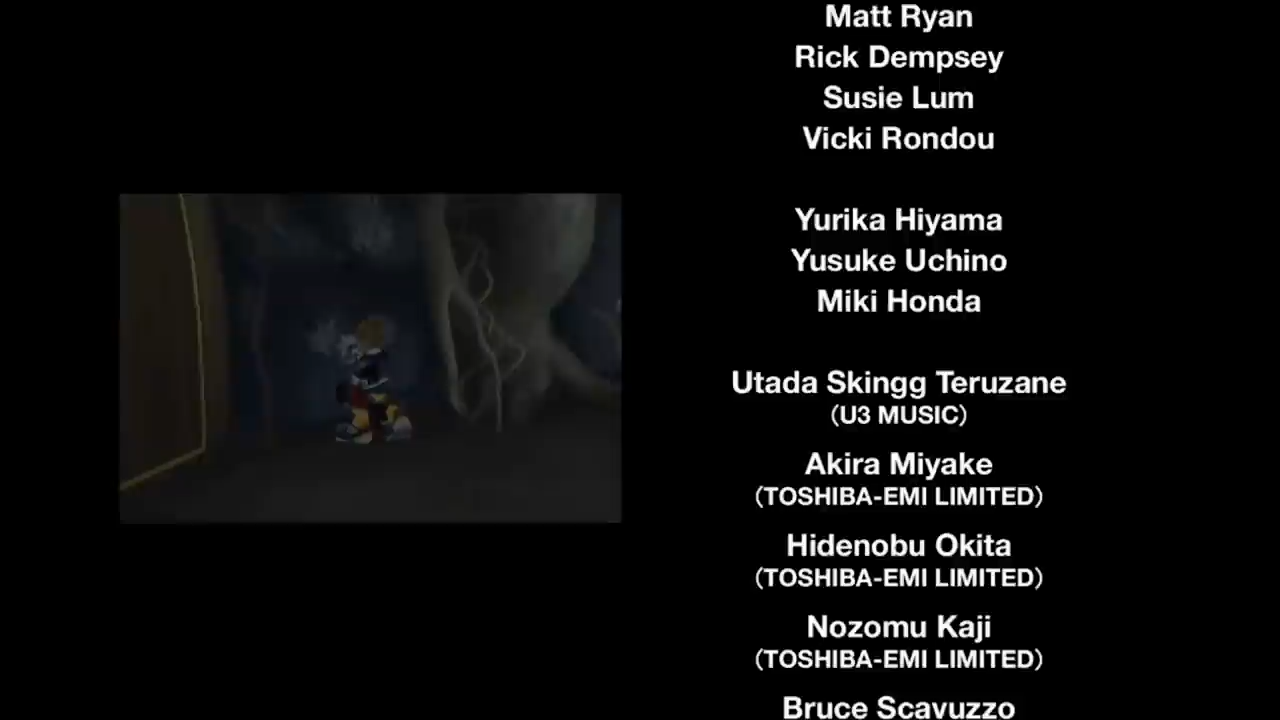 Matt Ryan
Rick Dempsey
Susie Lum
Vicki Rondou
Yurika Hiyama
Yusuke Uchino
Miki Honda
Utada Skingg Teruzane
(U3 MUSIC)
Akira Miyake
(TOSHIBA-EMI LIMITED)
Hidenobu Okita
(TOSHIBA-EMI LIMITED)
Nozomu Kaji
(TOSHIBA-EMI LIMITED)
Bruce Scavuzzo